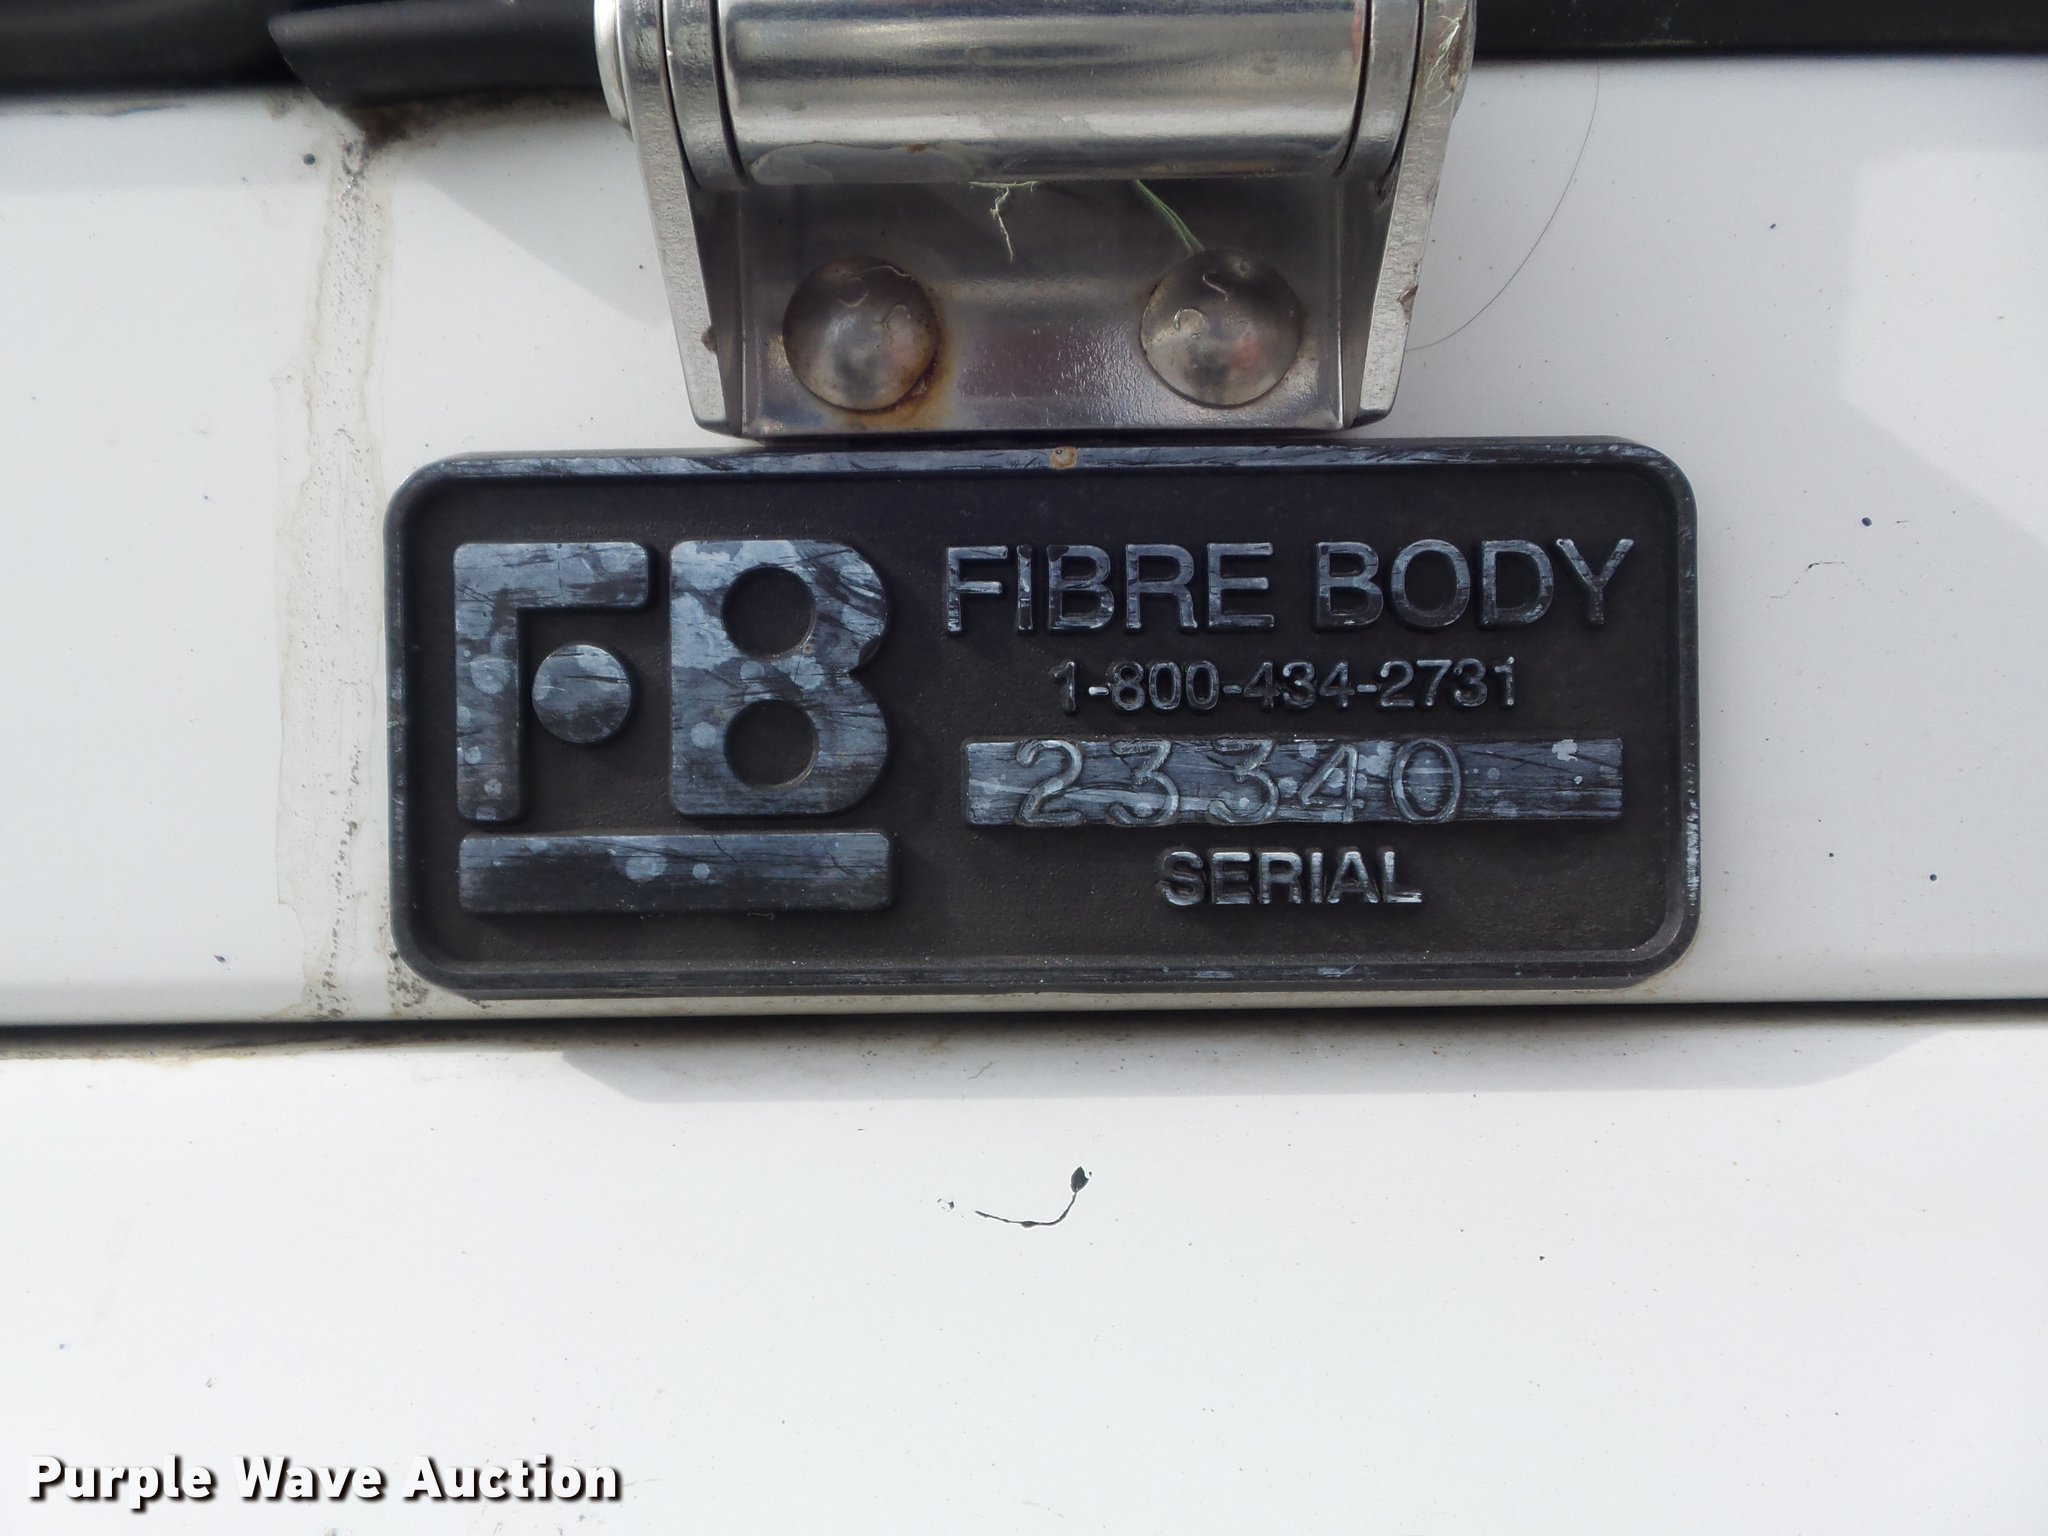 FB
FIBRE BODY
1-800-434-2731
23340
SERIAL
Purple Wave Auction